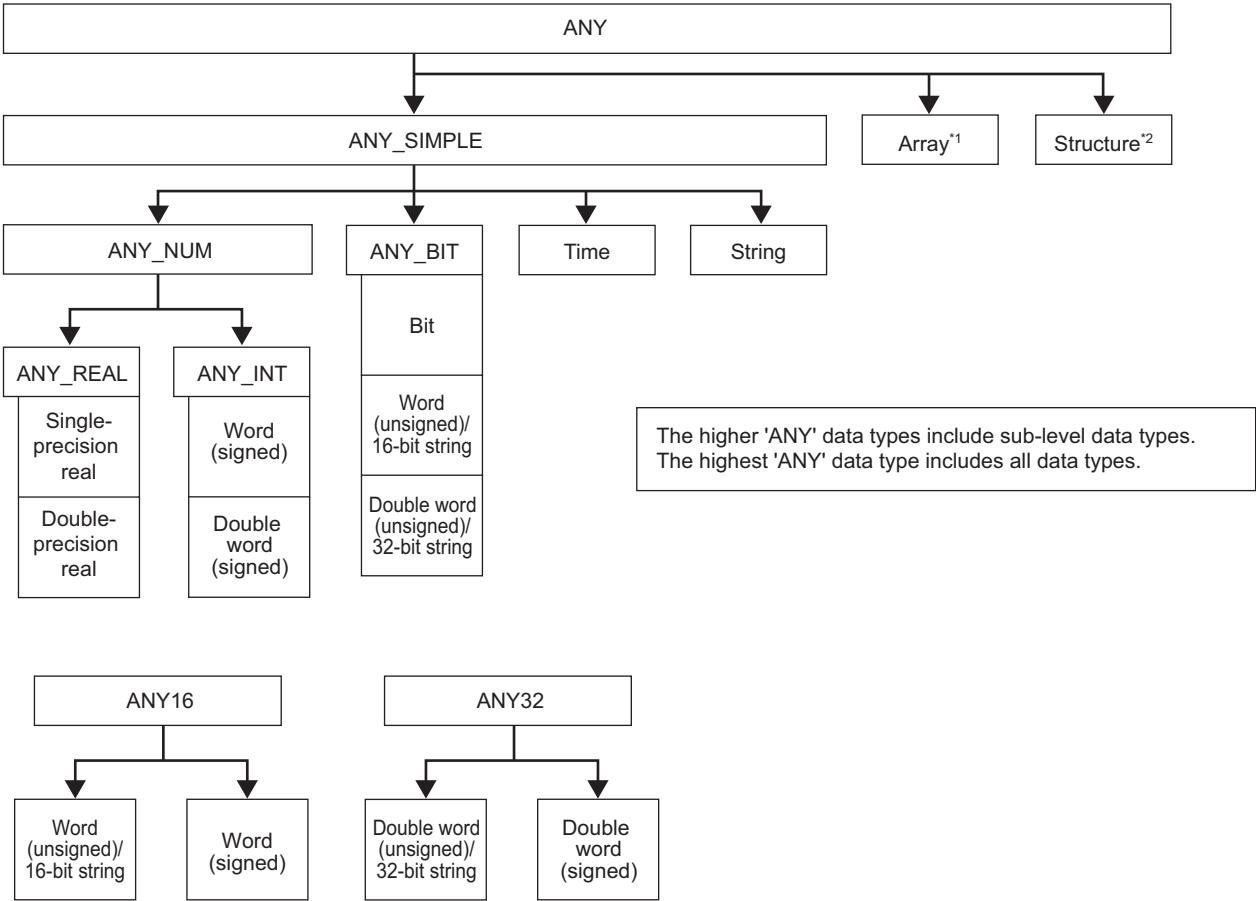 ANY
ANY_SIMPLE
Array*1
Structure*2
ANY_NUM
ANY_BIT
Time
String
Bit
ANY_REAL
ANY_INT
Single-
precision
real
Word
(signed)
Word
(unsigned)/
16-bit string
The higher 'ANY' data types include sub-level data types.
The highest 'ANY' data type includes all data types.
Double-
precision
real
Double
word
(signed)
Double word
(unsigned)/
32-bit string
ANY16
ANY32
Word
(unsigned)/
16-bit string
Word
(signed)
Double word
(unsigned)/
32-bit string
Double
word
(signed)